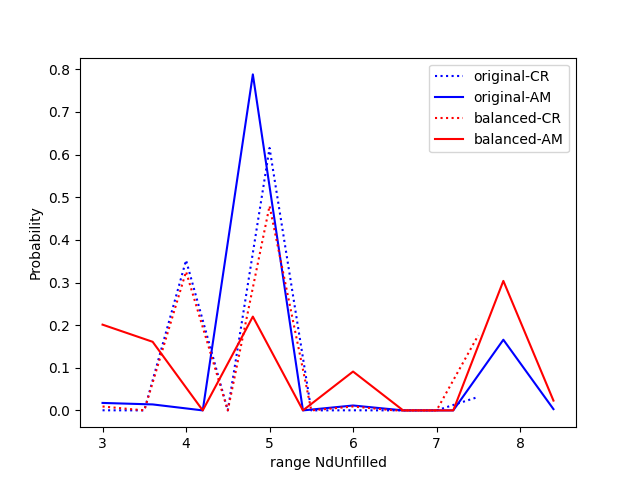 0.8
0.7
0.6
0.5
0.4
0.3
0.2
0.1
0.0
Probability
3 4 5 6 7 8
range NdUnfilled
original-CR
original-AM
balanced-CR
balanced-AM